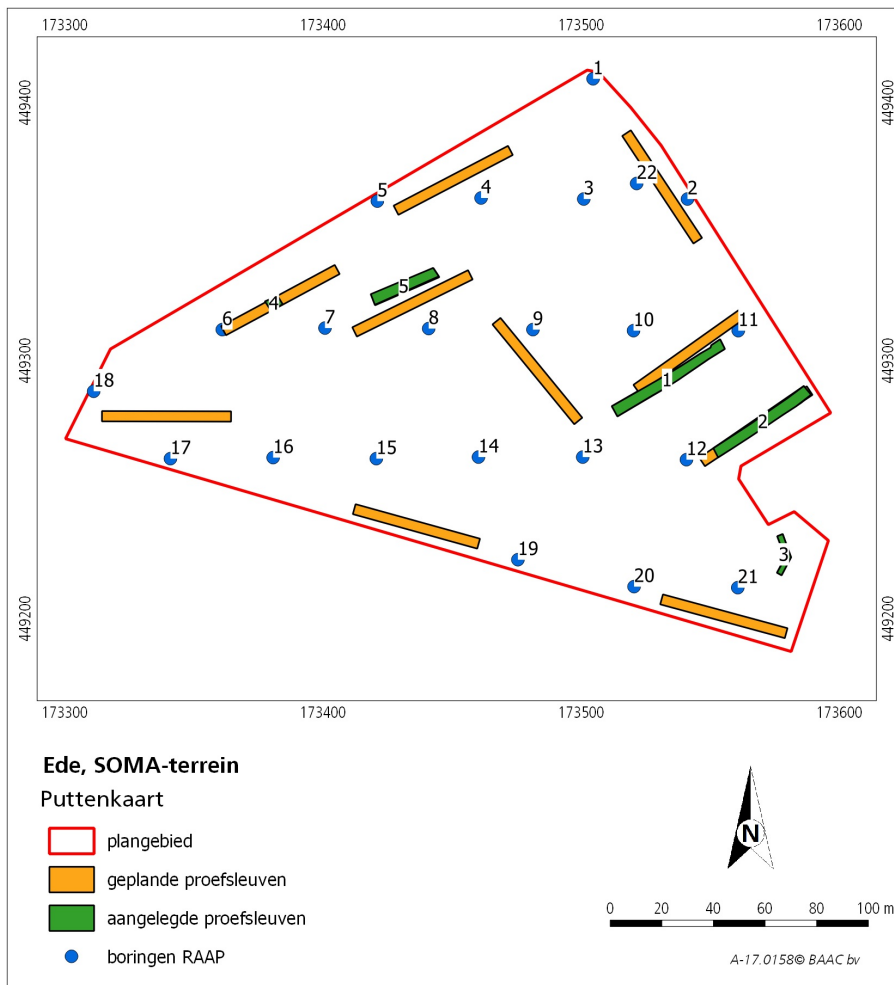 173300 173400 173500 173600
449400 449400
1
22
5 4 3 2
5
4
6 7 8 9 10 11
449300 449300
1
18
2
17 16 15 14 13 12
3
19
20 21
449200 449200
173300 173400 173500 173600
Ede, SOMA-terrein
Puttenkaart
plangebied
geplande proefsleuven
aangelegde proefsleuven
boringen RAAP
N
0 20 40 60 80 100 m
A-17.0158© BAAC bv